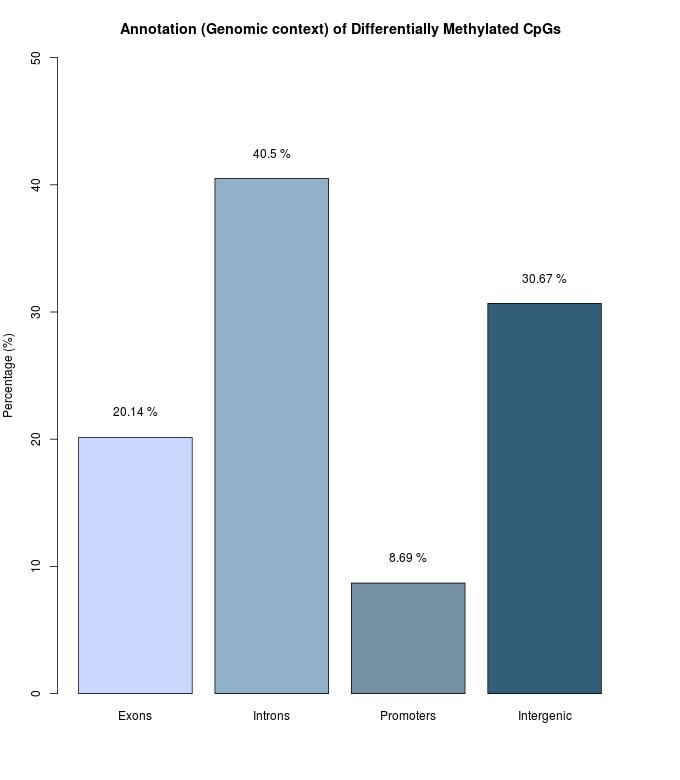 Annotation (Genomic context) of Differentially Methylated CpGs
Percentage (%)
50
40
30
20
10
0
20.14 %
40.5 %
8.69 %
30.67 %
Exons
Introns
Promoters
Intergenic